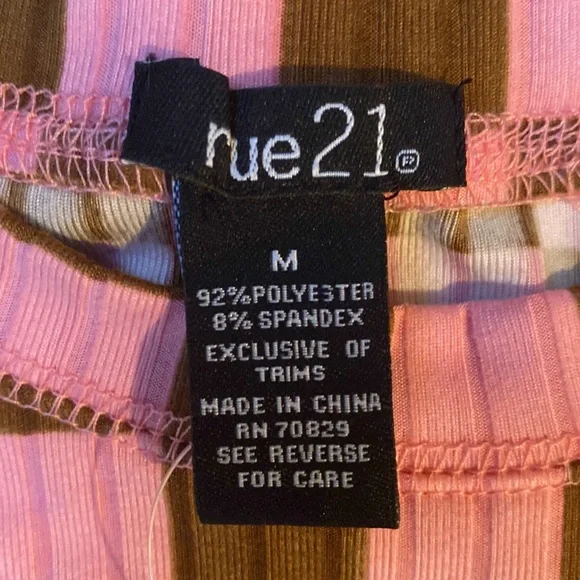 rue21®
M
92%POLYESTER
8% SPANDEX
EXCLUSIVE OF
TRIMS
MADE IN CHINA
RN 70829
SEE REVERSE
FOR CARE